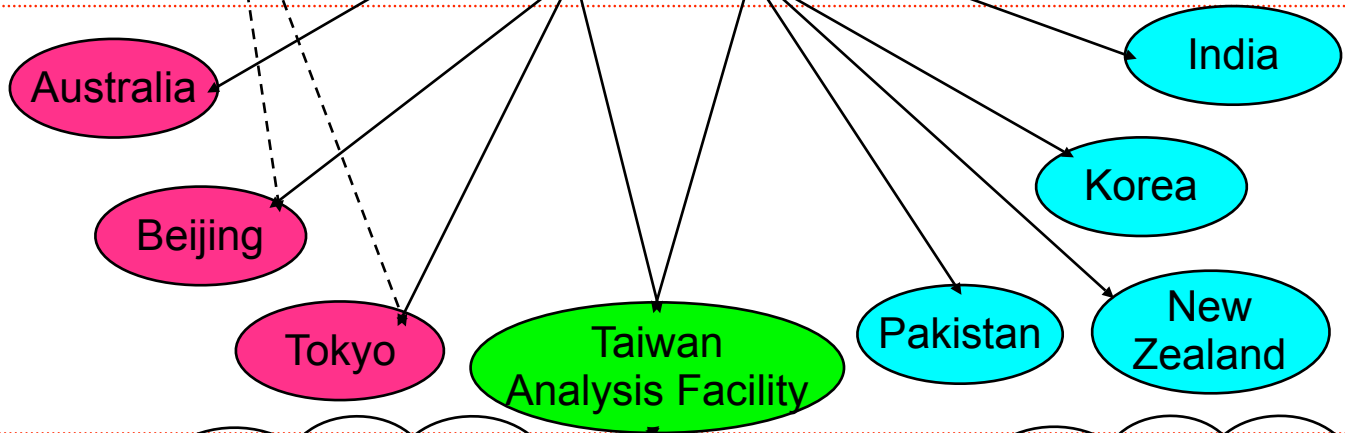 India
Australia
Korea
Beijing
New
Zealand
Pakistan
Taiwan
Analysis Facility
Tokyo